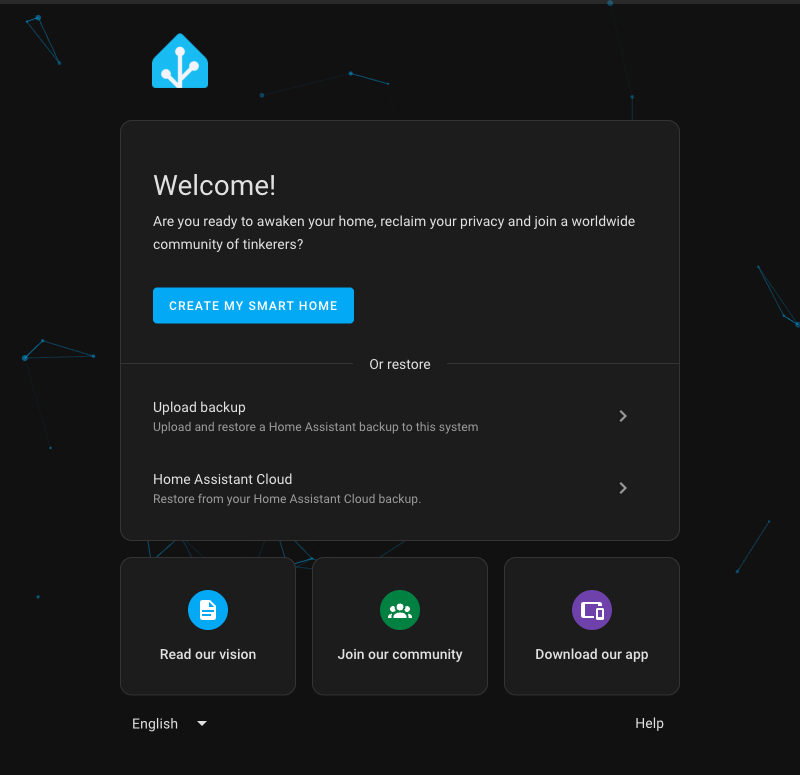 Welcome!
Are you ready to awaken your home, reclaim your privacy and join a worldwide
community of tinkerers?
CREATE MY SMART HOME
Or restore
Upload backup
Upload and restore a Home Assistant backup to this system
Home Assistant Cloud
Restore from your Home Assistant Cloud backup.
Read our vision
Join our community
Download our app
English
Help